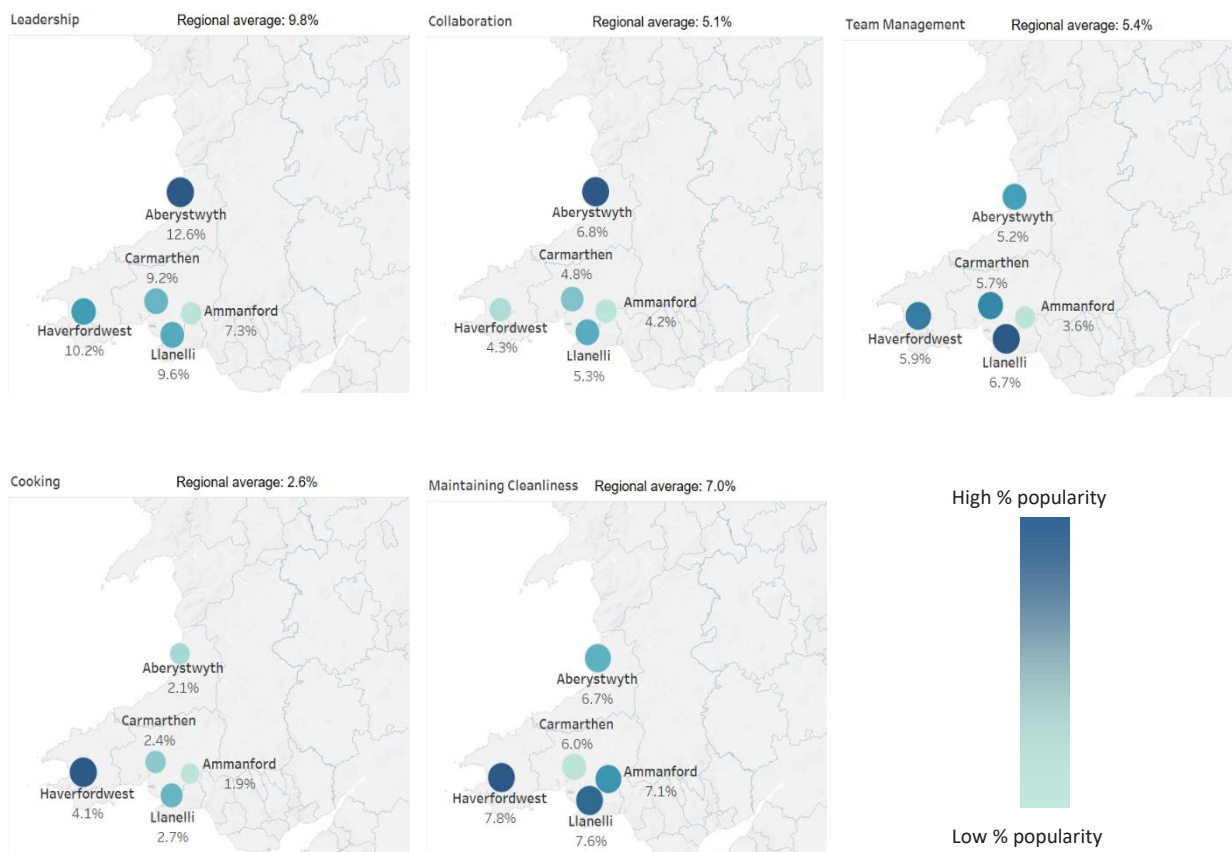 Leadership Regional average: 9.8%
Aberystwyth
12.6%
Carmarthen
9.2%
Ammanford
7.3%
Haverfordwest
10.2%
Llanelli
9.6%
Collaboration Regional average: 5.1%
Aberystwyth
6.8%
Carmarthen
4.8%
Ammanford
4.2%
Haverfordwest
4.3%
Llanelli
5.3%
Team Management Regional average: 5.4%
Aberystwyth
5.2%
Carmarthen
5.7%
Ammanford
3.6%
Haverfordwest
5.9%
Llanelli
6.7%
Cooking Regional average: 2.6%
Aberystwyth
2.1%
Carmarthen
2.4%
Ammanford
1.9%
Haverfordwest
4.1%
Llanelli
2.7%
Maintaining Cleanliness Regional average: 7.0%
Aberystwyth
6.7%
Carmarthen
6.0%
Ammanford
7.1%
Haverfordwest
7.8%
Llanelli
7.6%
High % popularity
Low % popularity